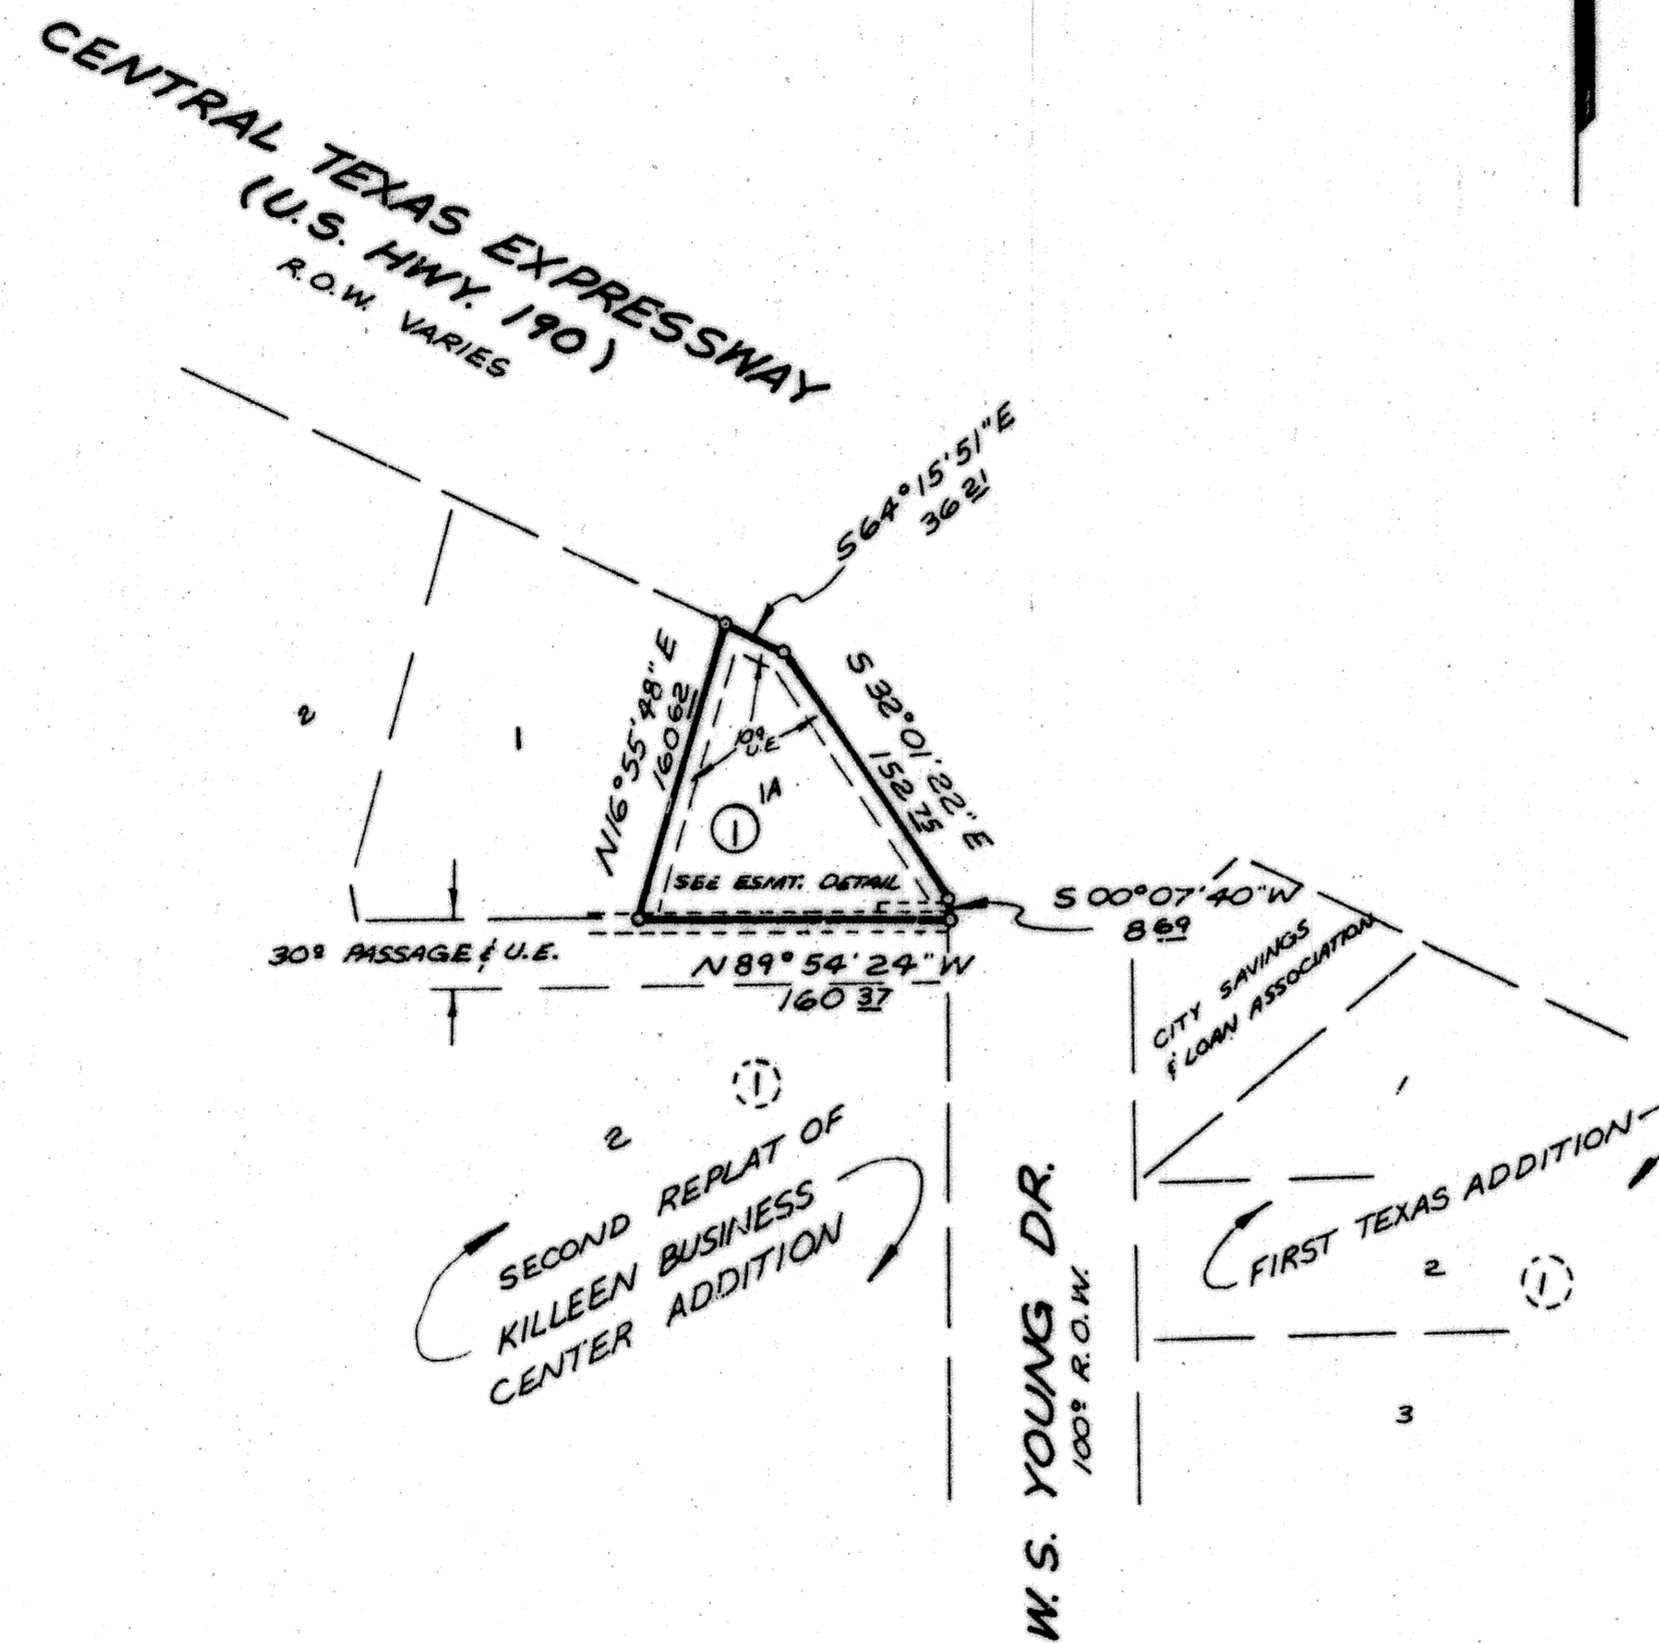 CENTRAL TEXAS EXPRESSWAY
(U.S. HWY. 190)
R.O.W. VARIES
S64°15'51"E
36 21
N16°55'48"E
160 62
S 32°01'22"E
152 75
2
1
10º
U.E
1A
1
SEE ESMT. DETAIL
S 00°07'40"W
8 69
30º PASSAGE & U.E.
N 89°54'24"W
160 37
CITY SAVINGS
& LOAN ASSOCIATION
1
1
2
SECOND REPLAT OF
KILLEEN BUSINESS
CENTER ADDITION
W. S. YOUNG DR.
100º R.O.W.
FIRST TEXAS ADDITION
2
1
3